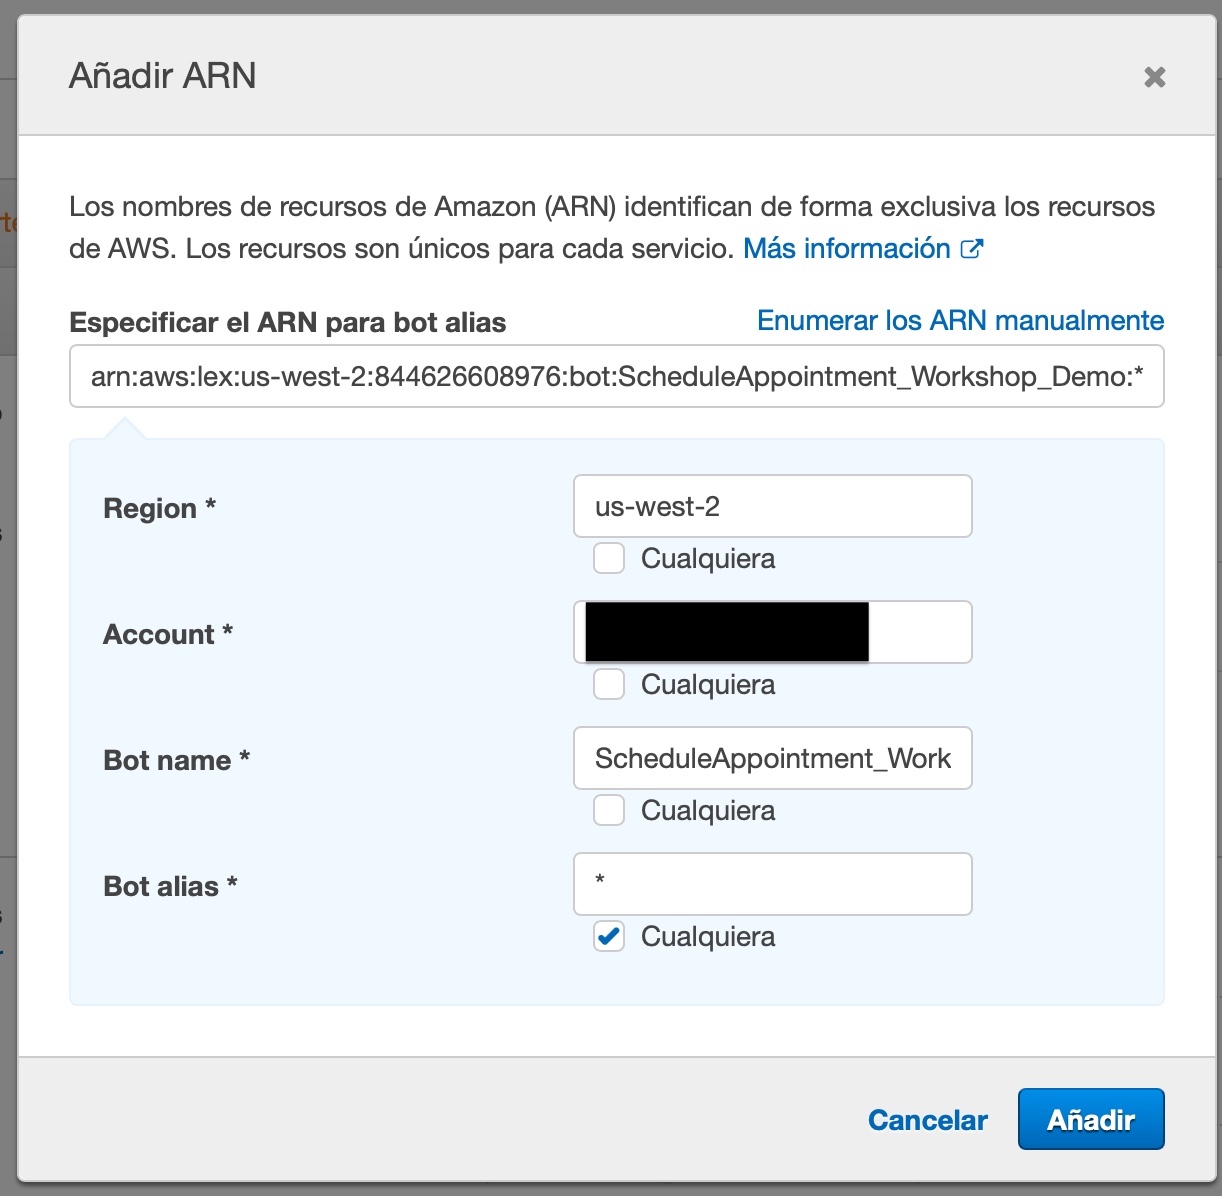 Añadir ARN
Los nombres de recursos de Amazon (ARN) identifican de forma exclusiva los recursos
de AWS. Los recursos son únicos para cada servicio. Más información
Especificar el ARN para bot alias
Enumerar los ARN manualmente
arn:aws:lex:us-west-2:844626608976:bot:ScheduleAppointment_Workshop_Demo:*
Region *
us-west-2
Cualquiera
Account *
Cualquiera
Bot name *
ScheduleAppointment_Work
Cualquiera
Bot alias *
*
Cualquiera
Cancelar
Añadir